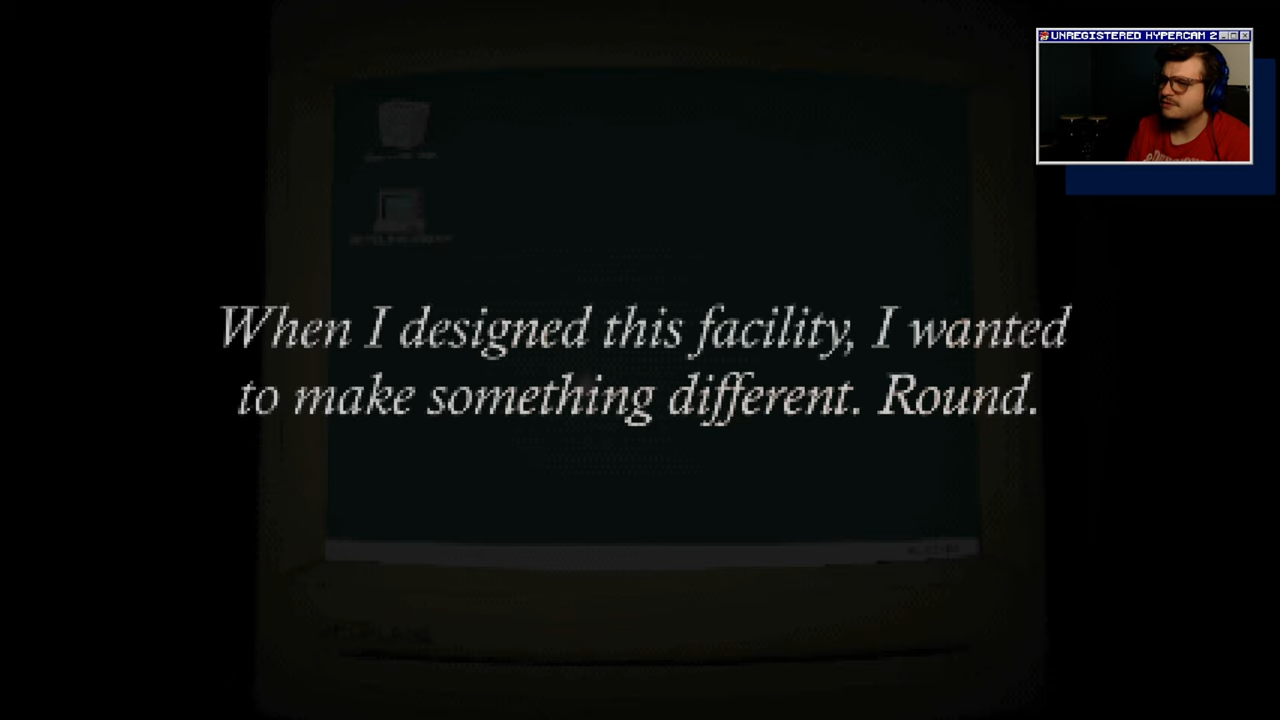 UNREGISTERED HYPERCAM 2
When I designed this facility, I wanted
to make something different. Round.